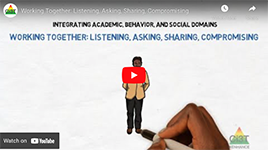 Working Together: Listening, Asking, Sharing, Compromising
INTEGRATING ACADEMIC, BEHAVIOR, AND SOCIAL DOMAINS
WORKING TOGETHER: LISTENING, ASKING, SHARING, COMPROMISING
Watch on YouTube